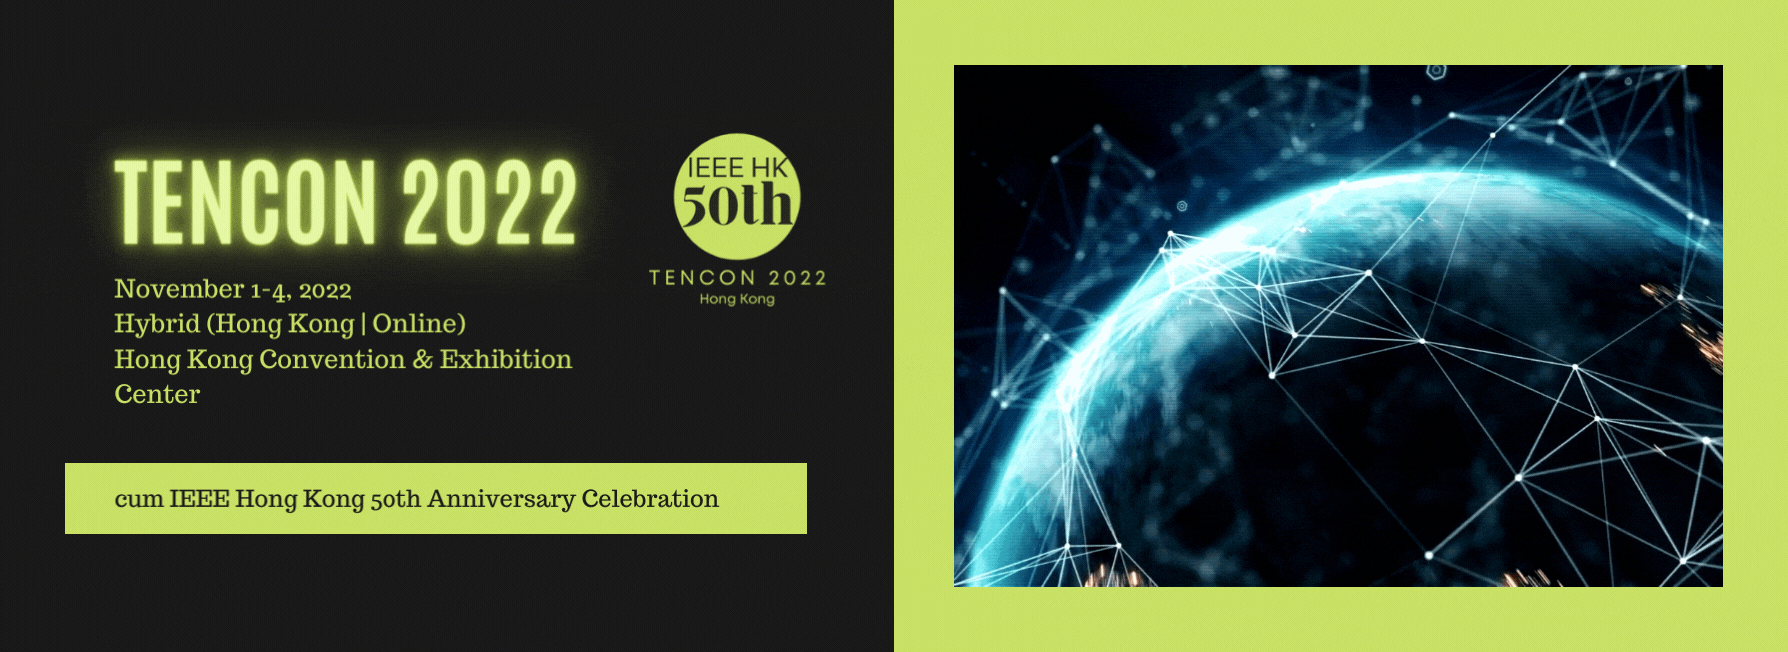 TENCON 2022
November 1-4, 2022
Hybrid (Hong Kong | Online)
Hong Kong Convention & Exhibition
Center
IEEE HK
50th
TENCON 2022
Hong Kong
cum IEEE Hong Kong 50th Anniversary Celebration